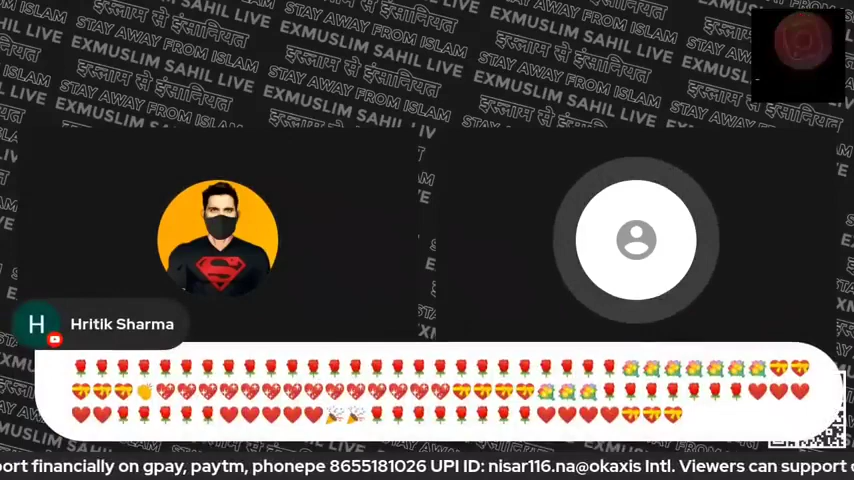 STAY AWAY FROM ISLAM
इस्लाम से इंसानियत
EXMUSLIM SAHIL LIVE
H
Hritik Sharma
port financially on gpay, paytm, phonepe 8655181026 UPI ID: nisar116.na@okaxis Intl. Viewers can support